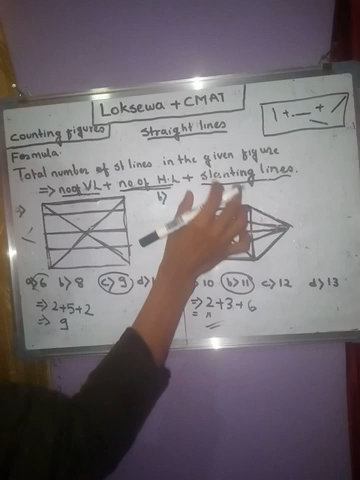 Loksewa + CMAT
Counting figures
Straight lines
1 + — + /
Formula.
Total number of st lines in the given figure
=> no of VL + no of H.L + slanting lines.
b)
a) 6 b) 8 c) 9 d) 1
10 b) 11 c) 12 d) 13
=> 2+5+2
=> 9
=> 2+3+6
= 11